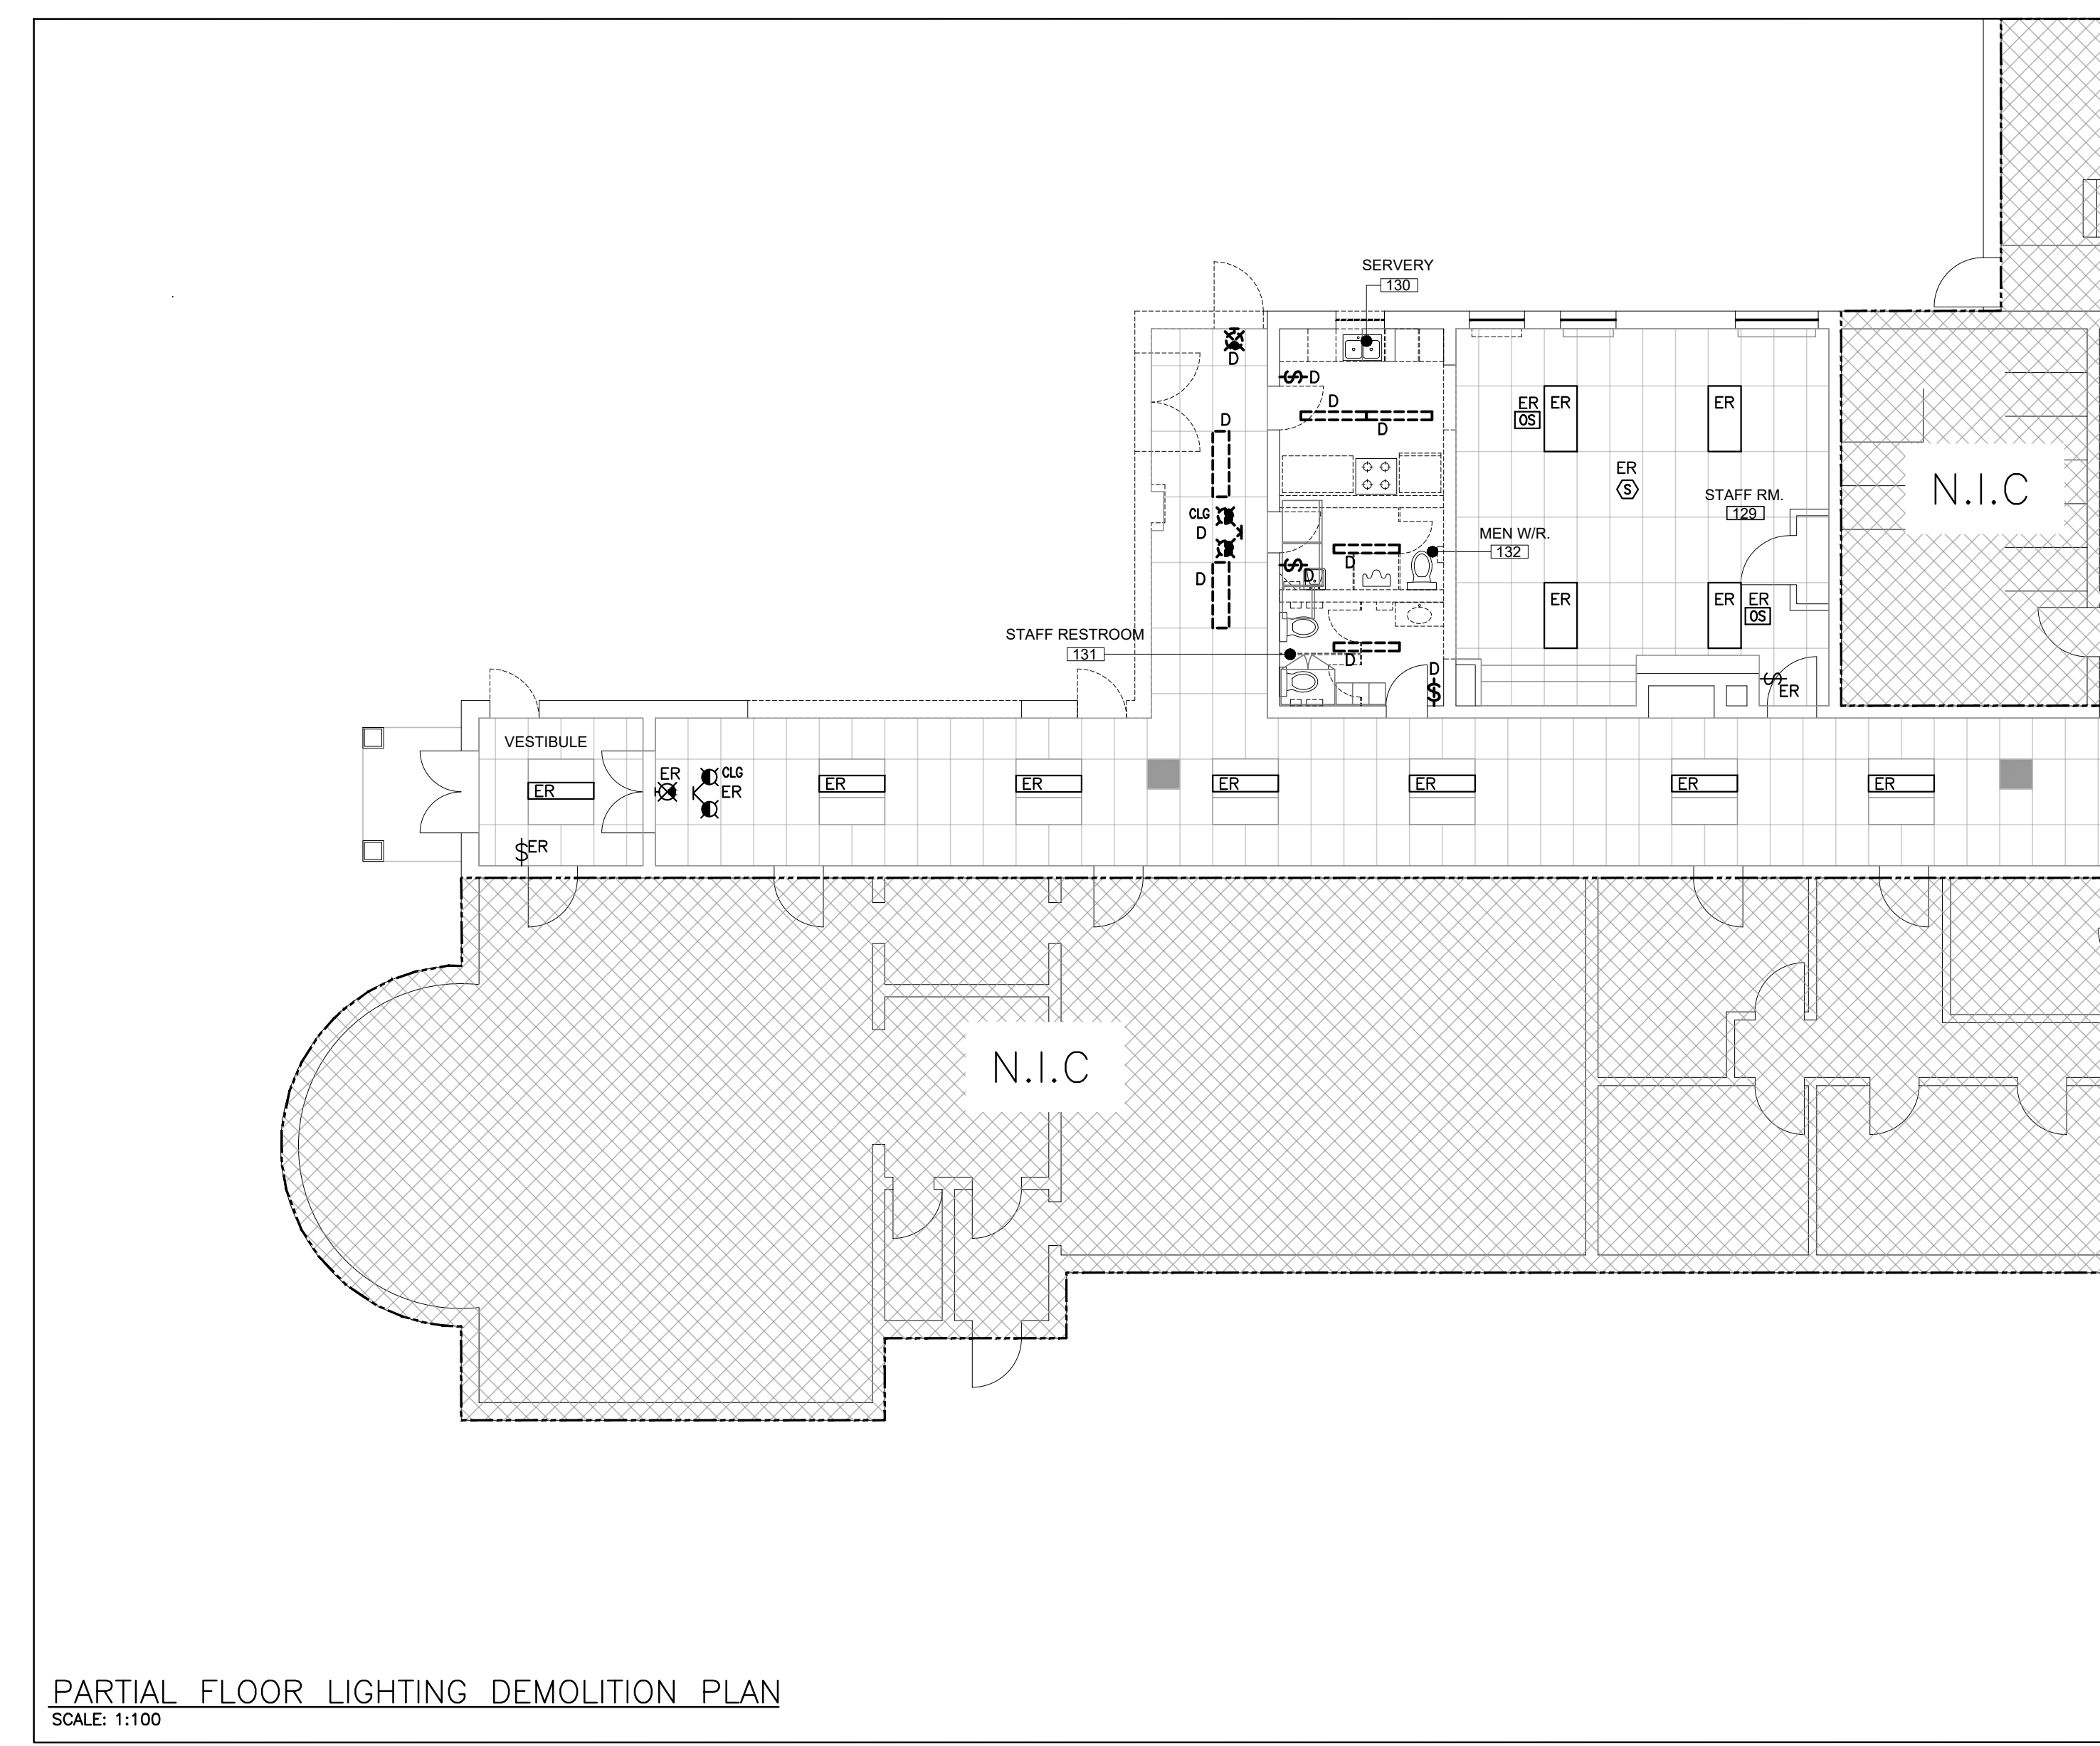 SERVERY
130
D
D
D
D
D
D
ER
OS
ER
ER
ER
S
STAFF RM.
129
N.I.C
CLG
D
MEN W/R.
132
D
D
D
ER
ER
ER
OS
STAFF RESTROOM
131
D
D
$
$
ER
VESTIBULE
ER
ER
CLG
ER
ER
ER
ER
ER
ER
ER
$
ER
N.I.C
PARTIAL FLOOR LIGHTING DEMOLITION PLAN
SCALE: 1:100